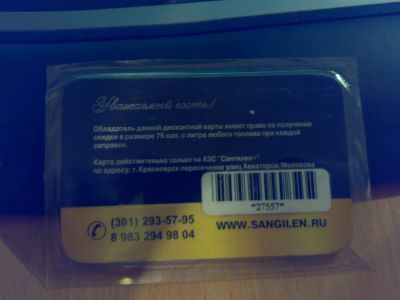 Уважаемый гость!
Обладатель данной дисконтной карты имеет право на получение
скидки в размере 75 коп. с литра любого топлива при каждой
заправке.
Карта действительна только на АЗС "Сангилен+"
по адресу: г. Красноярск пересечение улиц Авиаторов/Молокова
*27557*
(391) 293-57-95
8 983 294 98 04
WWW.SANGILEN.RU